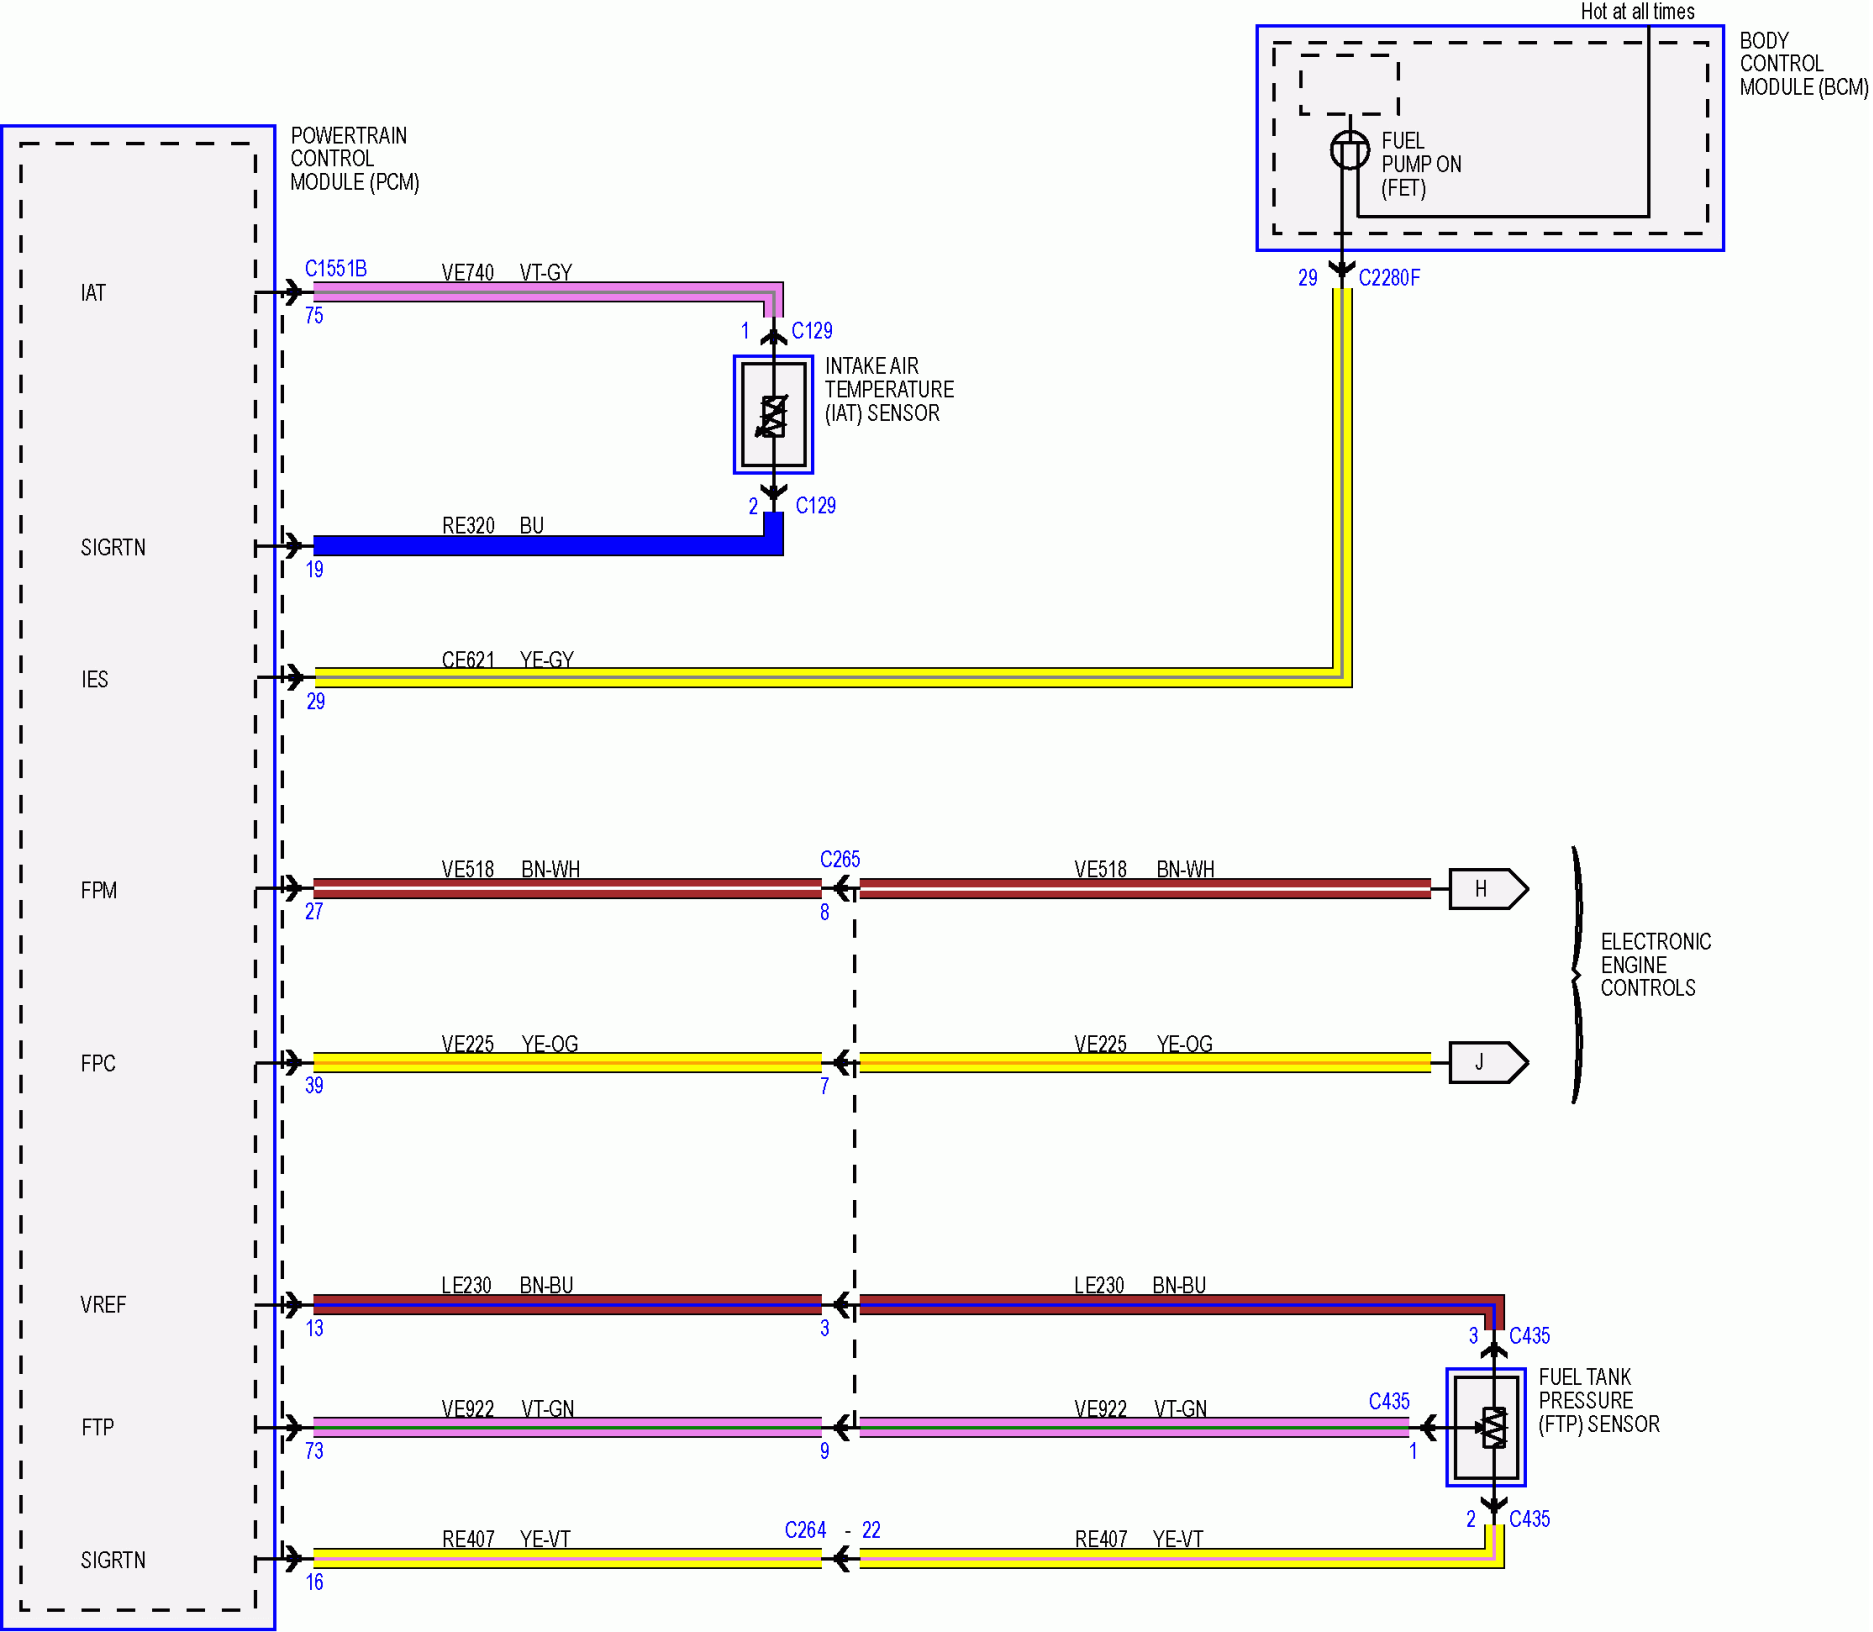 Hot at all times
BODY
CONTROL
MODULE (BCM)
FUEL
PUMP ON
(FET)
29 C2280F
POWERTRAIN
CONTROL
MODULE (PCM)
IAT
C1551B
75
VE740 VT-GY
1 C129
INTAKE AIR
TEMPERATURE
(IAT) SENSOR
2 C129
SIGRTN
19
RE320 BU
IES
29
CE621 YE-GY
FPM
27
VE518 BN-WH
C265
8
VE518 BN-WH
H
ELECTRONIC
ENGINE
CONTROLS
FPC
39
VE225 YE-OG
7
VE225 YE-OG
J
VREF
13
LE230 BN-BU
3
LE230 BN-BU
3 C435
FUEL TANK
PRESSURE
(FTP) SENSOR
FTP
73
VE922 VT-GN
9
VE922 VT-GN
C435
1
2 C435
SIGRTN
16
RE407 YE-VT
C264 - 22
RE407 YE-VT